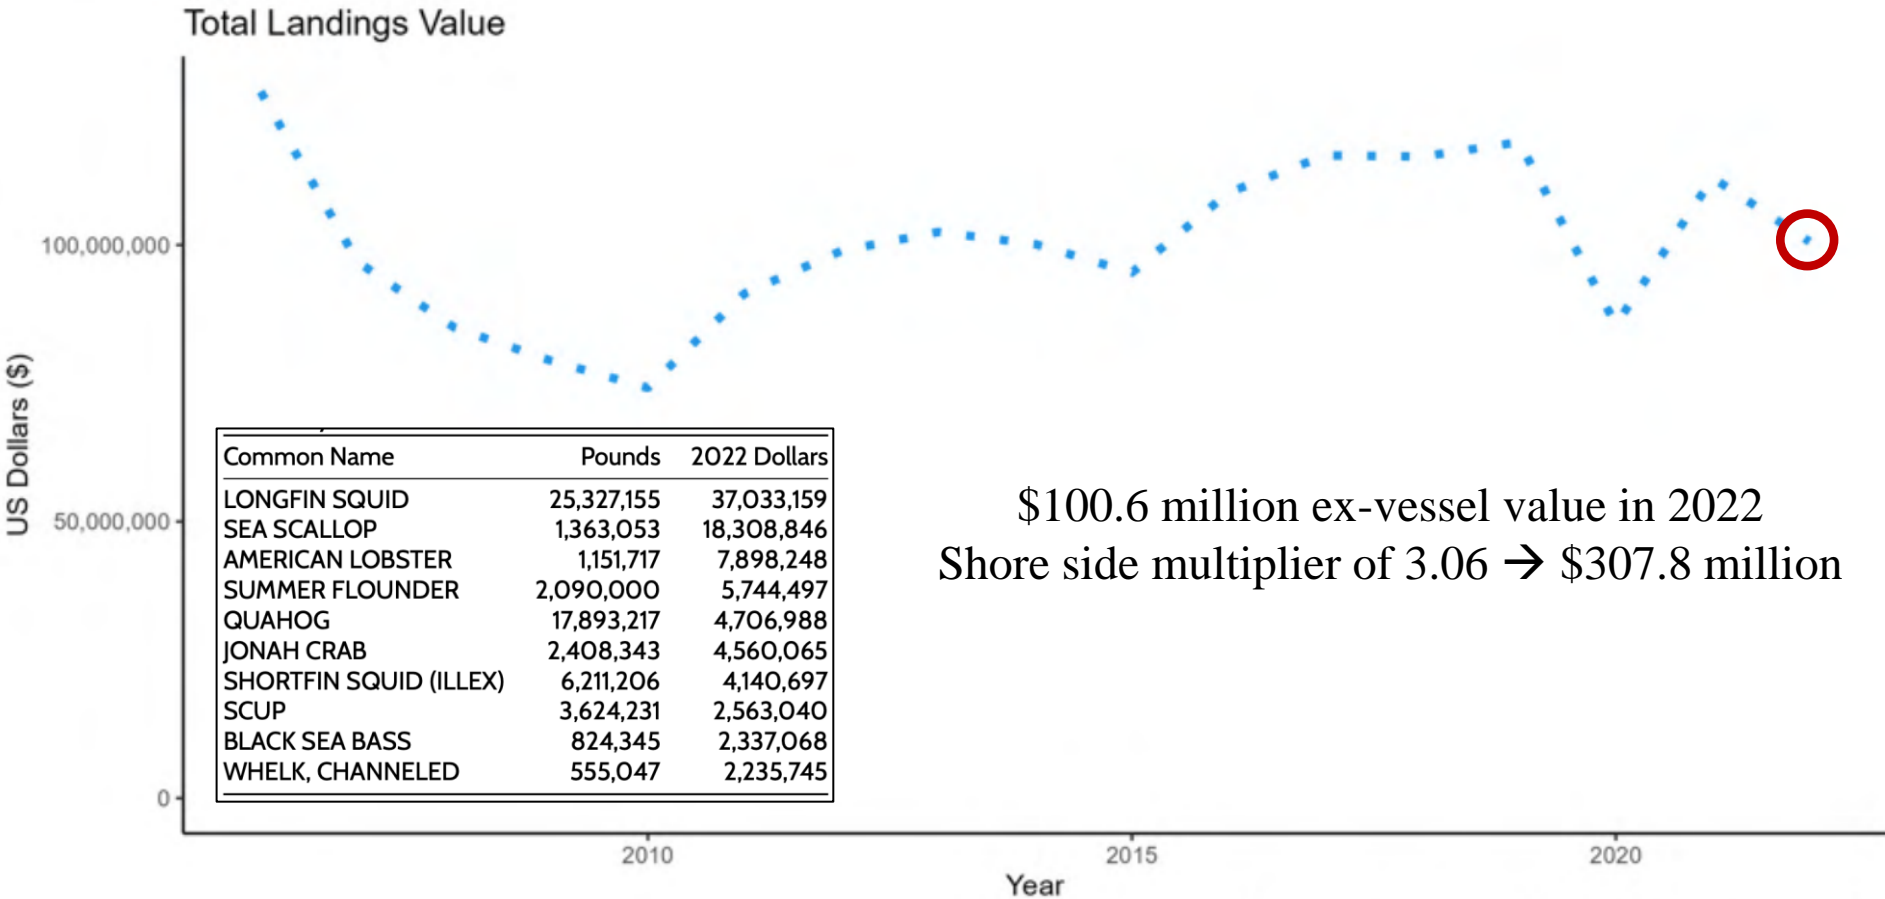 Total Landings Value
US Dollars ($)
100,000,000
50,000,000
0
Common Name Pounds 2022 Dollars
LONGFIN SQUID 25,327,155 37,033,159
SEA SCALLOP 1,363,053 18,308,846
AMERICAN LOBSTER 1,151,717 7,898,248
SUMMER FLOUNDER 2,090,000 5,744,497
QUAHOG 17,893,217 4,706,988
JONAH CRAB 2,408,343 4,560,065
SHORTFIN SQUID (ILLEX) 6,211,206 4,140,697
SCUP 3,624,231 2,563,040
BLACK SEA BASS 824,345 2,337,068
WHELK, CHANNELED 555,047 2,235,745
$100.6 million ex-vessel value in 2022
Shore side multiplier of 3.06 → $307.8 million
2010 2015 2020
Year